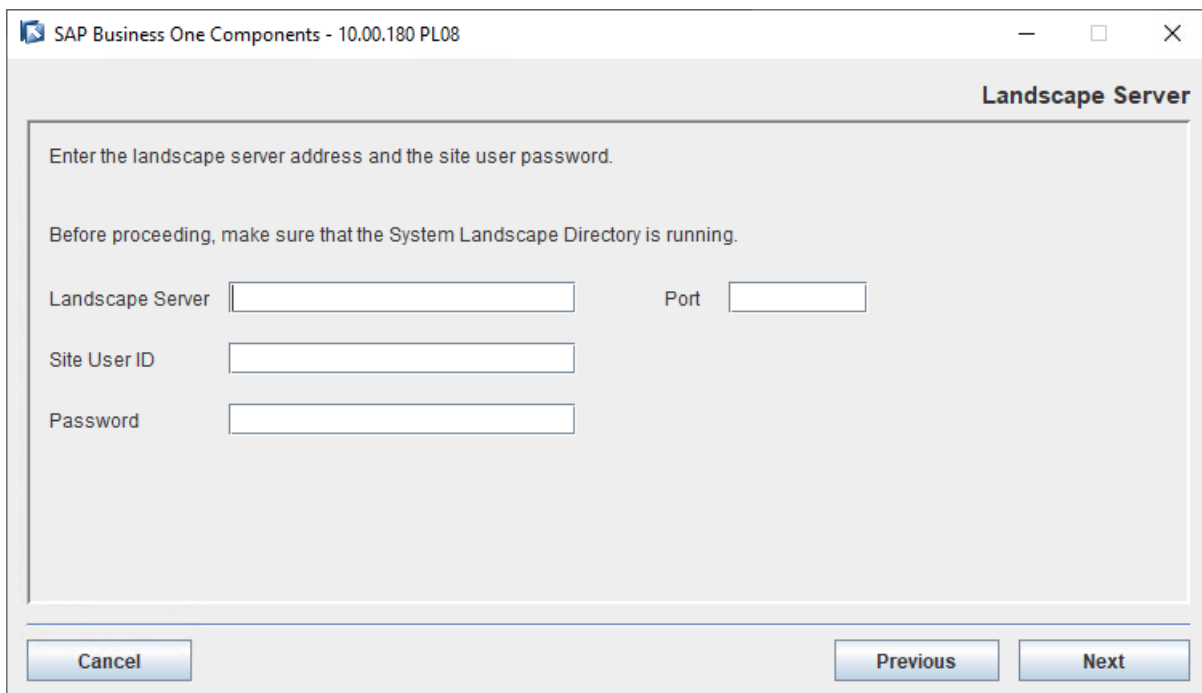 SAP Business One Components - 10.00.180 PL08
Landscape Server
Enter the landscape server address and the site user password.
Before proceeding, make sure that the System Landscape Directory is running.
Landscape Server Port
Site User ID
Password
Cancel Previous Next